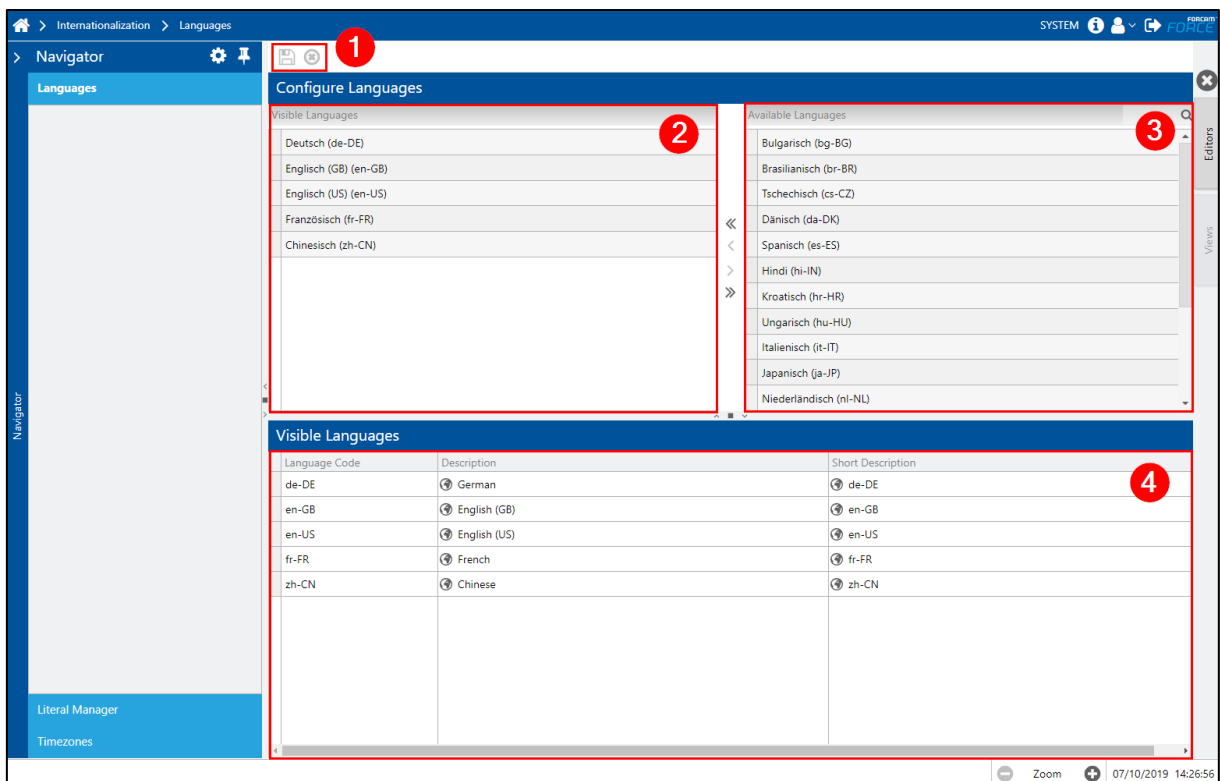 Internationalization > Languages
SYSTEM
FORCAM
FORCE
Navigator
1
Languages
Configure Languages
Visible Languages
2
Deutsch (de-DE)
Englisch (GB) (en-GB)
Englisch (US) (en-US)
Französisch (fr-FR)
Chinesisch (zh-CN)
Available Languages
3
Bulgarisch (bg-BG)
Brasilianisch (br-BR)
Tschechisch (cs-CZ)
Dänisch (da-DK)
Spanisch (es-ES)
Hindi (hi-IN)
Kroatisch (hr-HR)
Ungarisch (hu-HU)
Italienisch (it-IT)
Japanisch (ja-JP)
Niederländisch (nl-NL)
Editors
Views
Navigator
Visible Languages
Language Code Description Short Description
4
de-DE German de-DE
en-GB English (GB) en-GB
en-US English (US) en-US
fr-FR French fr-FR
zh-CN Chinese zh-CN
Literal Manager
Timezones
Zoom 07/10/2019 14:26:56